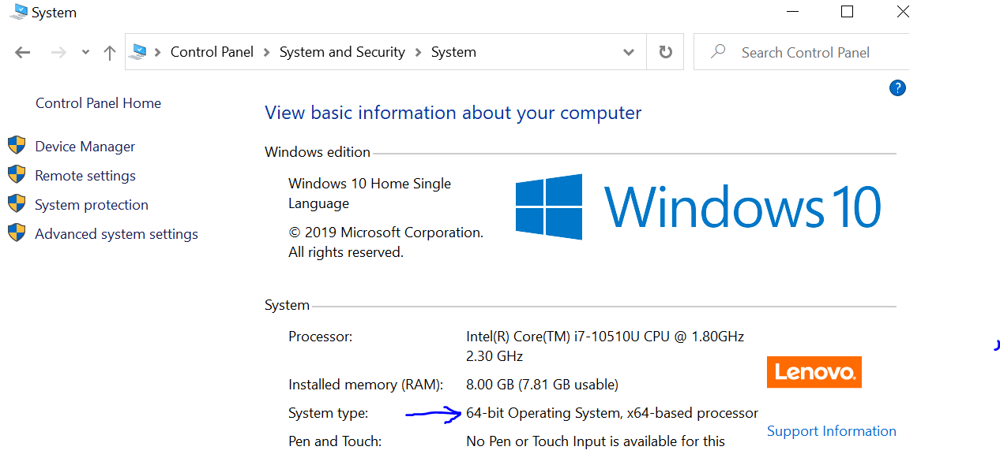 System
Control Panel > System and Security > System
Search Control Panel
?
Control Panel Home
Device Manager
Remote settings
System protection
Advanced system settings
View basic information about your computer
Windows edition
Windows 10 Home Single
Language
© 2019 Microsoft Corporation.
All rights reserved.
Windows 10
System
Processor:
Intel(R) Core(TM) i7-10510U CPU @ 1.80GHz
2.30 GHz
Installed memory (RAM):
8.00 GB (7.81 GB usable)
System type:
64-bit Operating System, x64-based processor
Pen and Touch:
No Pen or Touch Input is available for this
Lenovo.
Support Information